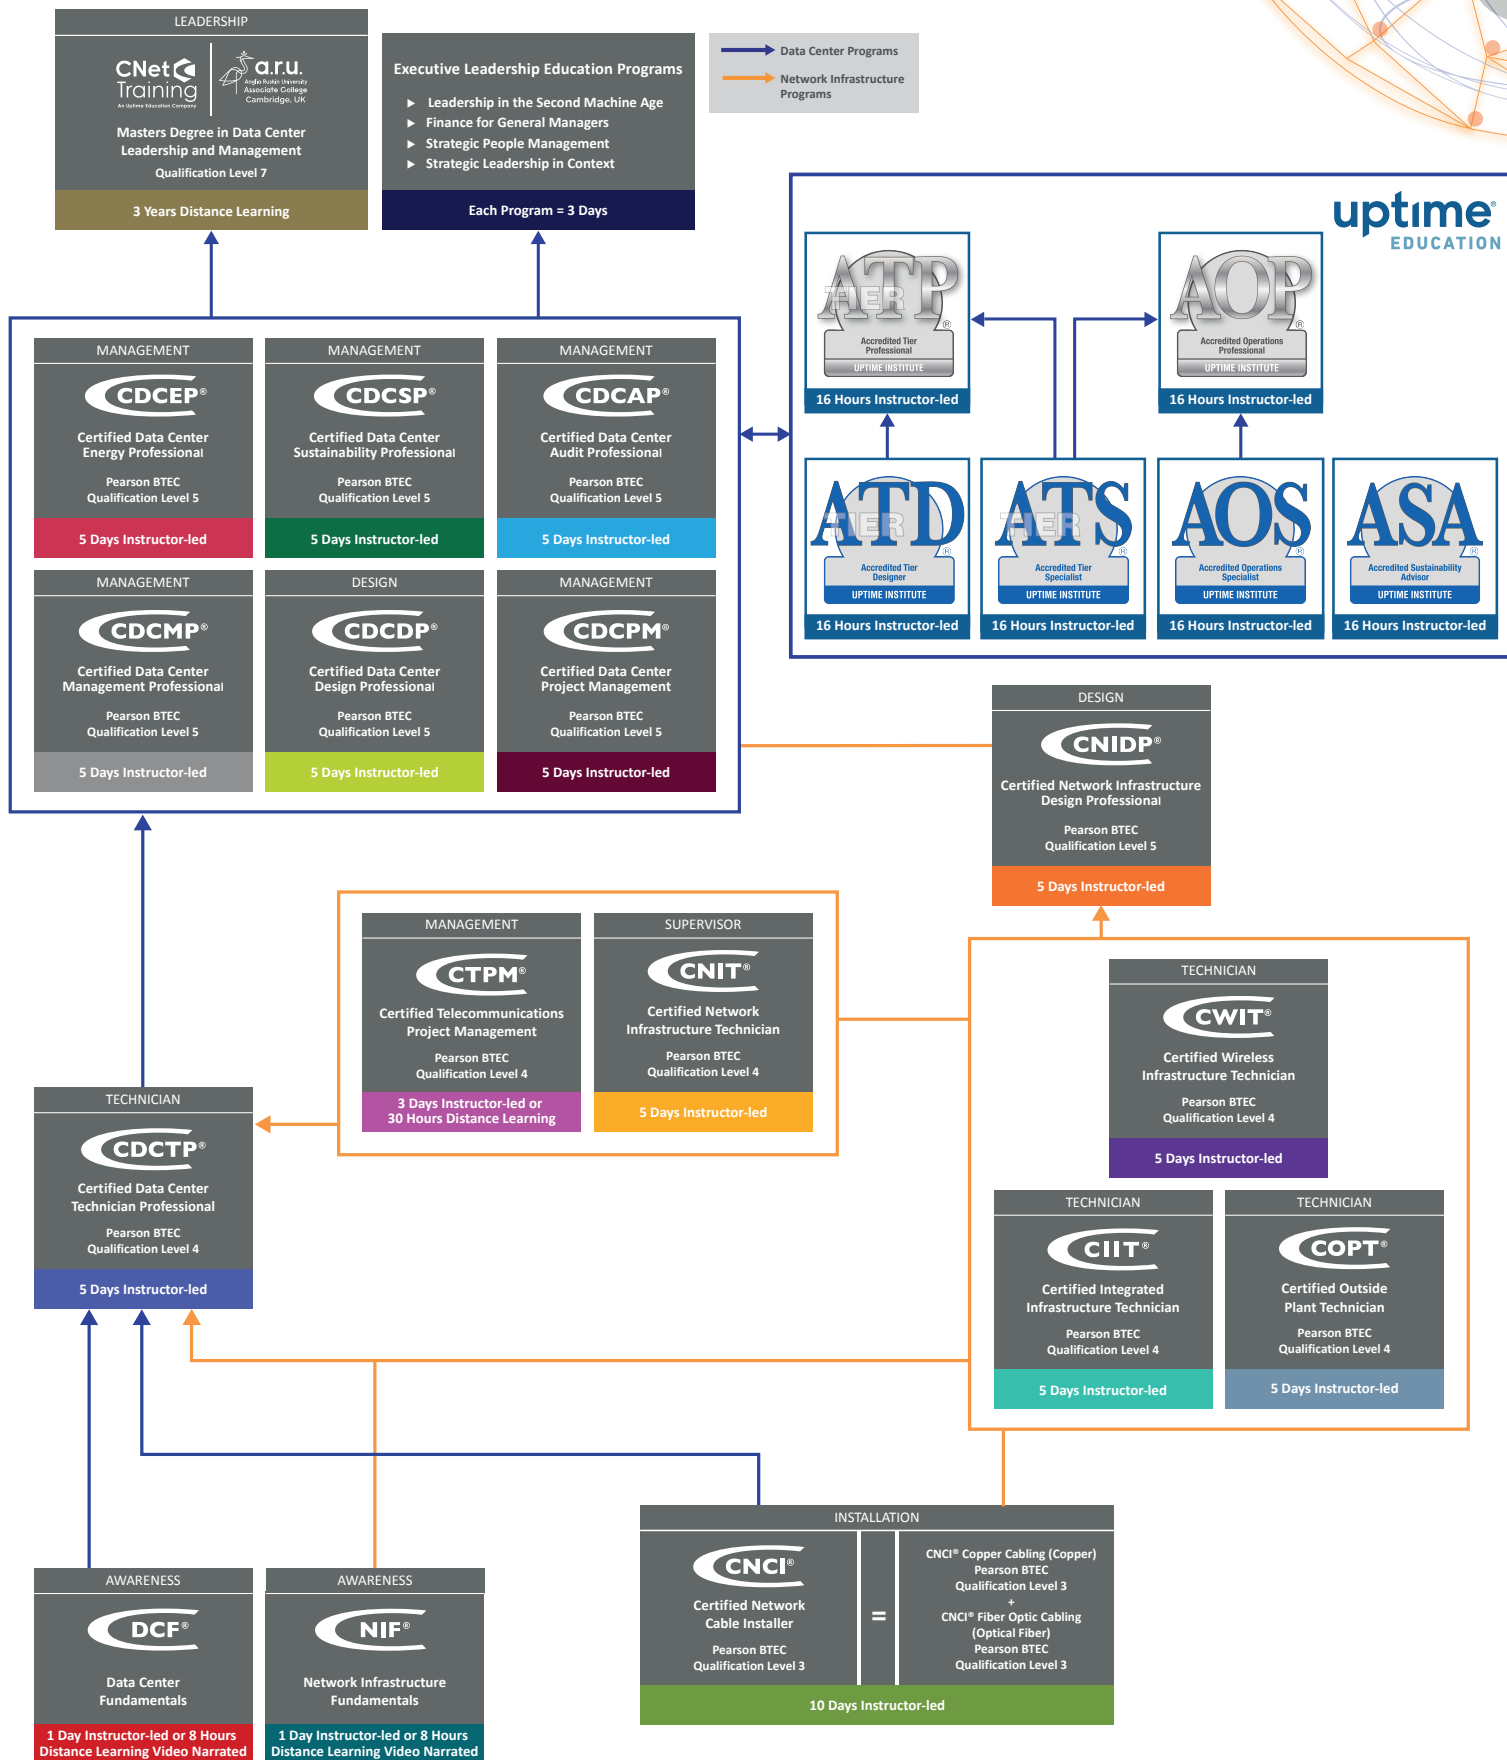 LEADERSHIP
CNet
Training
An Uptime Education Company
a.r.u.
Anglia Ruskin University
Associate College
Cambridge, UK
Masters Degree in Data Center
Leadership and Management
Qualification Level 7
3 Years Distance Learning
Executive Leadership Education Programs
Leadership in the Second Machine Age
Finance for General Managers
Strategic People Management
Strategic Leadership in Context
Each Program = 3 Days
Data Center Programs
Network Infrastructure
Programs
uptime®
EDUCATION
ATP
TIER
®
Accredited Tier
Professional
UPTIME INSTITUTE
16 Hours Instructor-led
AOP
®
Accredited Operations
Professional
UPTIME INSTITUTE
16 Hours Instructor-led
ATD
TIER
®
Accredited Tier
Designer
UPTIME INSTITUTE
16 Hours Instructor-led
ATS
TIER
®
Accredited Tier
Specialist
UPTIME INSTITUTE
16 Hours Instructor-led
AOS
®
Accredited Operations
Specialist
UPTIME INSTITUTE
16 Hours Instructor-led
ASA
®
Accredited Sustainability
Advisor
UPTIME INSTITUTE
16 Hours Instructor-led
MANAGEMENT
CDCEP®
Certified Data Center
Energy Professional
Pearson BTEC
Qualification Level 5
5 Days Instructor-led
MANAGEMENT
CDCSP®
Certified Data Center
Sustainability Professional
Pearson BTEC
Qualification Level 5
5 Days Instructor-led
MANAGEMENT
CDCAP®
Certified Data Center
Audit Professional
Pearson BTEC
Qualification Level 5
5 Days Instructor-led
MANAGEMENT
CDCMP®
Certified Data Center
Management Professional
Pearson BTEC
Qualification Level 5
5 Days Instructor-led
DESIGN
CDCDP®
Certified Data Center
Design Professional
Pearson BTEC
Qualification Level 5
5 Days Instructor-led
MANAGEMENT
CDCPM®
Certified Data Center
Project Management
Pearson BTEC
Qualification Level 5
5 Days Instructor-led
DESIGN
CNIDP®
Certified Network Infrastructure
Design Professional
Pearson BTEC
Qualification Level 5
5 Days Instructor-led
MANAGEMENT
CTPM®
Certified Telecommunications
Project Management
Pearson BTEC
Qualification Level 4
3 Days Instructor-led or
30 Hours Distance Learning
SUPERVISOR
CNIT®
Certified Network
Infrastructure Technician
Pearson BTEC
Qualification Level 4
5 Days Instructor-led
TECHNICIAN
CWIT®
Certified Wireless
Infrastructure Technician
Pearson BTEC
Qualification Level 4
5 Days Instructor-led
TECHNICIAN
CDCTP®
Certified Data Center
Technician Professional
Pearson BTEC
Qualification Level 4
5 Days Instructor-led
TECHNICIAN
CIIT®
Certified Integrated
Infrastructure Technician
Pearson BTEC
Qualification Level 4
5 Days Instructor-led
TECHNICIAN
COPT®
Certified Outside
Plant Technician
Pearson BTEC
Qualification Level 4
5 Days Instructor-led
INSTALLATION
CNCI®
Certified Network
Cable Installer
Pearson BTEC
Qualification Level 3
=
CNCI® Copper Cabling (Copper)
Pearson BTEC
Qualification Level 3
+
CNCI® Fiber Optic Cabling
(Optical Fiber)
Pearson BTEC
Qualification Level 3
10 Days Instructor-led
AWARENESS
DCF®
Data Center
Fundamentals
1 Day Instructor-led or 8 Hours
Distance Learning Video Narrated
AWARENESS
NIF®
Network Infrastructure
Fundamentals
1 Day Instructor-led or 8 Hours
Distance Learning Video Narrated